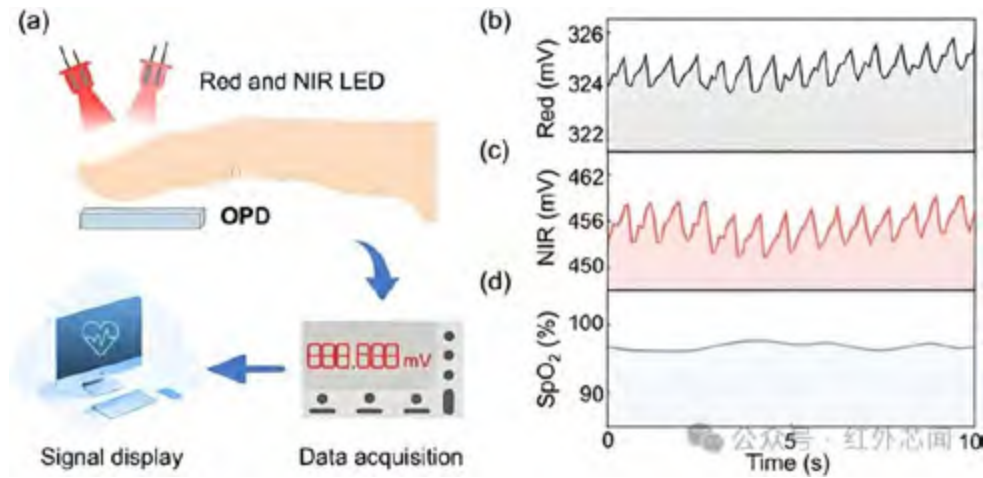 (a)
Red and NIR LED
OPD
888.888 mV
Signal display
Data acquisition
(b)
Red (mV)
326
324
322
(c)
NIR (mV)
462
456
450
(d)
SpO₂ (%)
100
90
0
5
10
Time (s)
公众号·红外芯闻